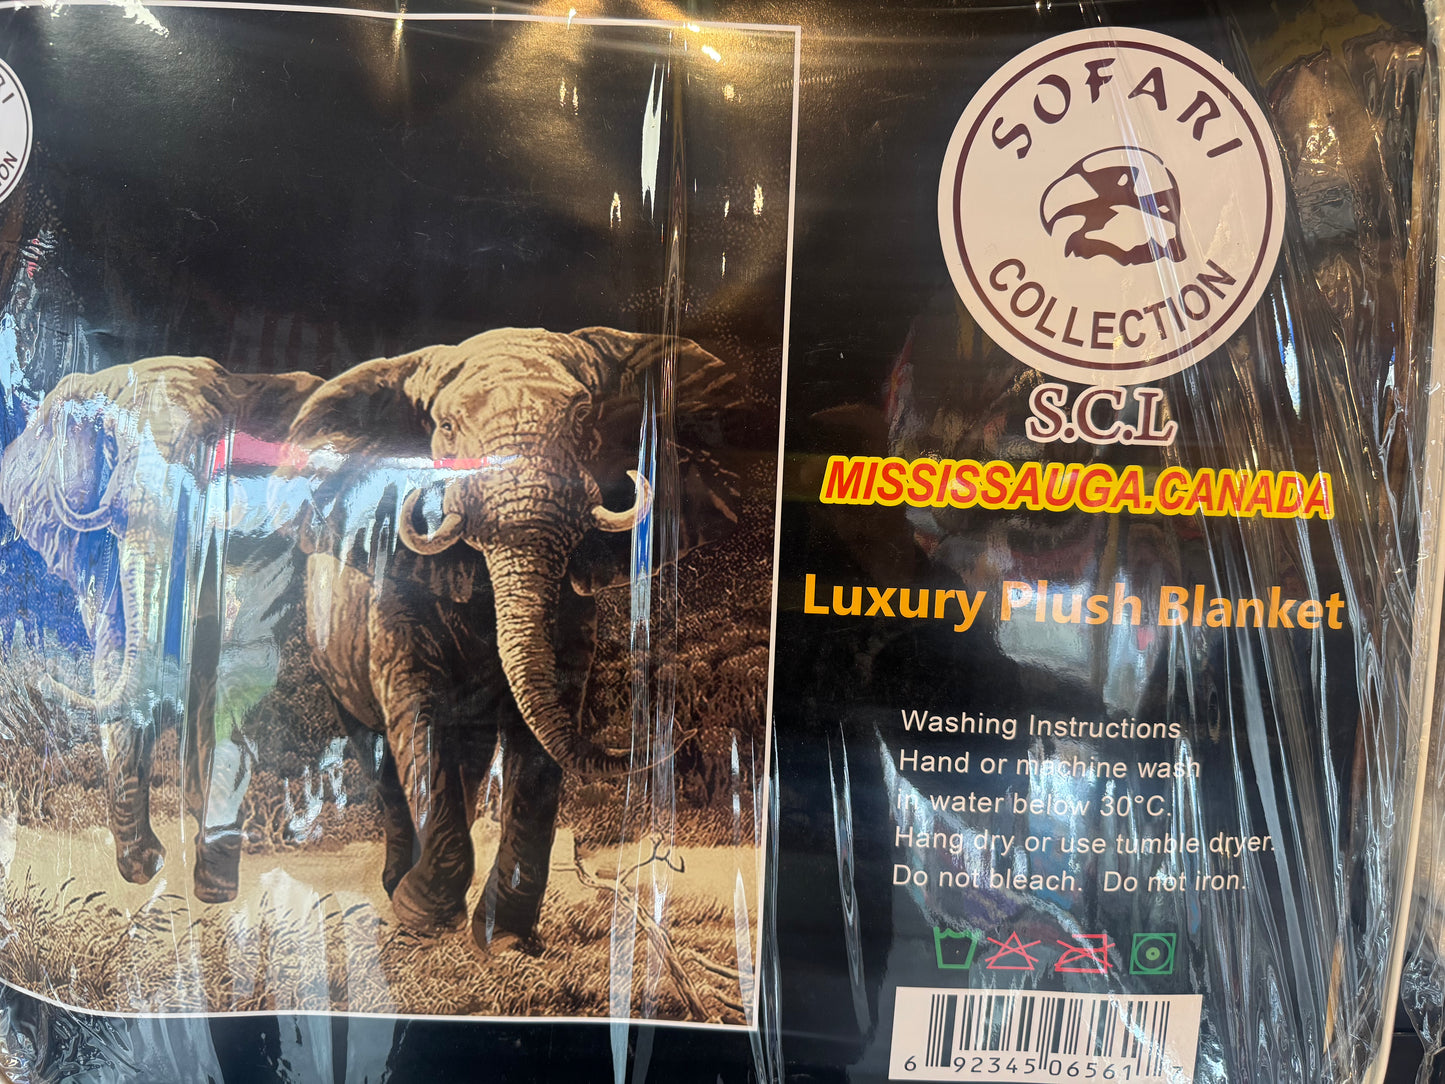 SOFARI
COLLECTION
S.C.L
MISSISSAUGA.CANADA
Luxury Plush Blanket
Washing Instructions
Hand or machine wash
in water below 30°C.
Hang dry or use tumble dryer.
Do not bleach. Do not iron.
6 92345 06561 7